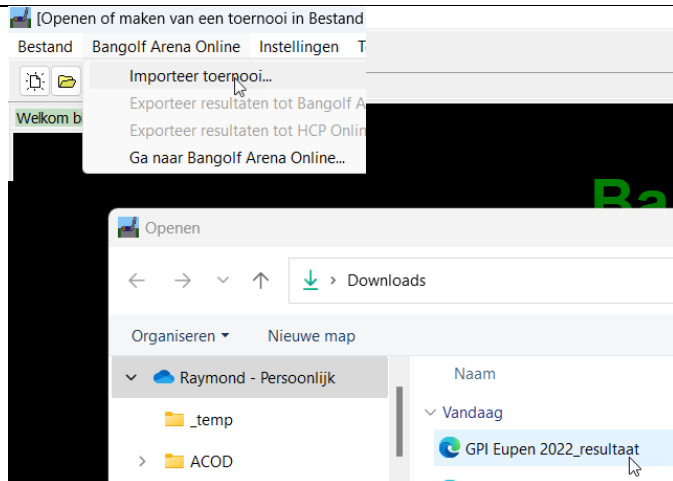 [Openen of maken van een toernooi in Bestand
Bestand Bangolf Arena Online Instellingen
Importeer toernooi...
Exporteer resultaten tot Bangolf A
Exporteer resultaten tot HCP Onlin
Welkom bi
Ga naar Bangolf Arena Online...
Ba
Openen
Downloads
Organiseren Nieuwe map
Raymond - Persoonlijk
Naam
_temp
Vandaag
GPI Eupen 2022_resultaat
ACOD